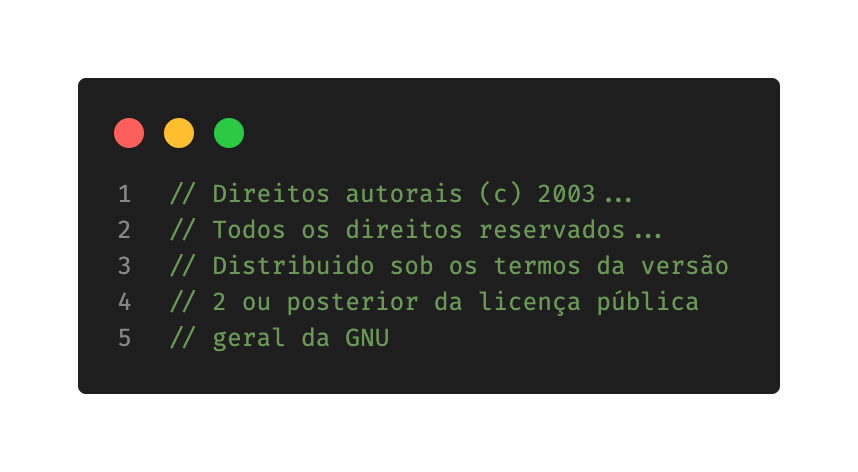 1 // Direitos autorais (c) 2003...
2 // Todos os direitos reservados...
3 // Distribuido sob os termos da versão
4 // 2 ou posterior da licença pública
5 // geral da GNU